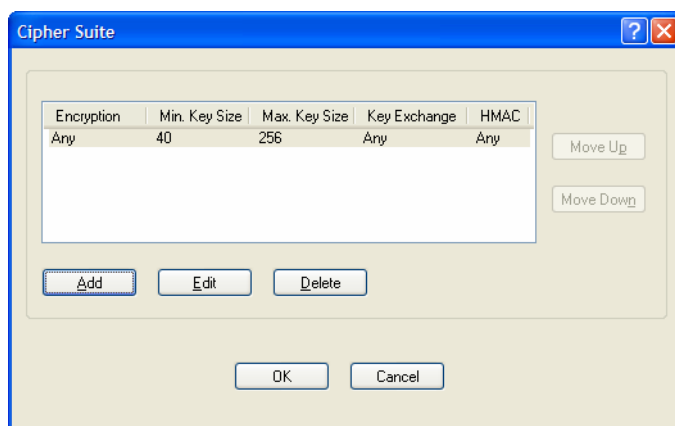 Cipher Suite
Encryption Min. Key Size Max. Key Size Key Exchange HMAC
Any 40 256 Any Any
Move Up
Move Down
Add Edit Delete
OK Cancel